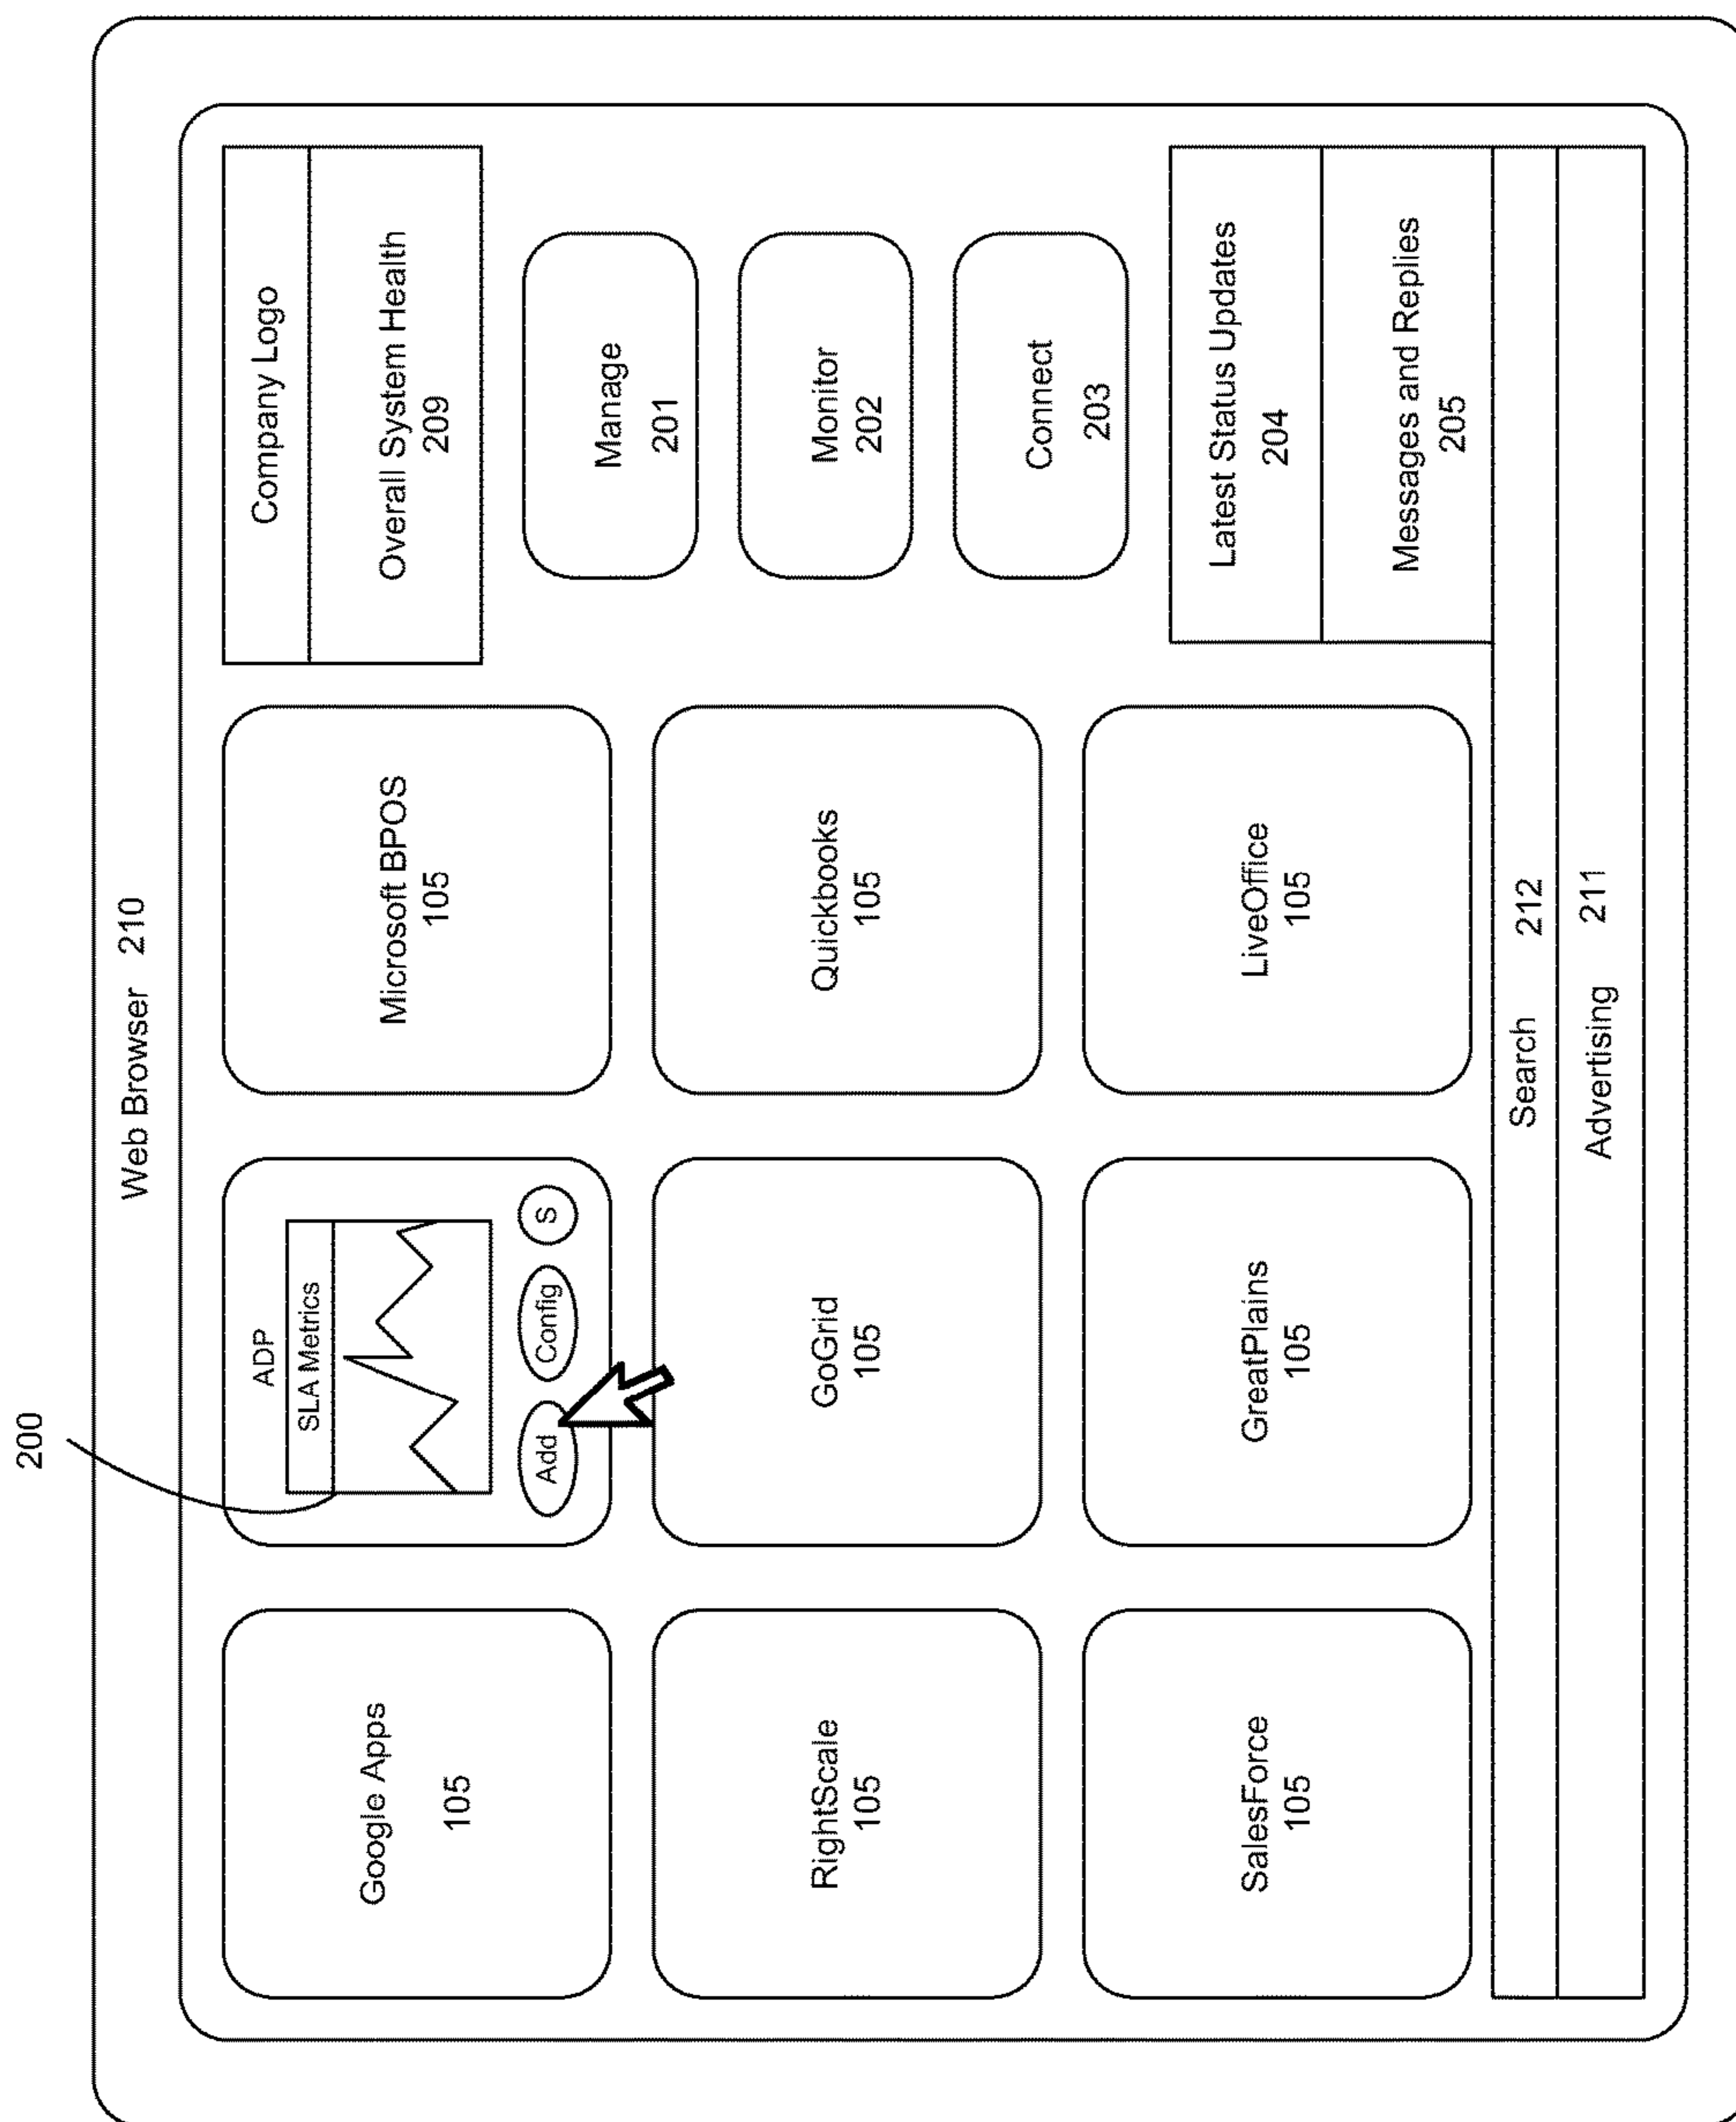 200
Web Browser 210
Google Apps
105
ADP
SLA Metrics
Add
Config
S
Microsoft BPOS
105
Company Logo
Overall System Health
209
RightScale
105
GoGrid
105
Quickbooks
105
Manage
201
Monitor
202
Connect
203
SalesForce
105
GreatPlains
105
LiveOffice
105
Latest Status Updates
204
Messages and Replies
205
Search 212
Advertising 211